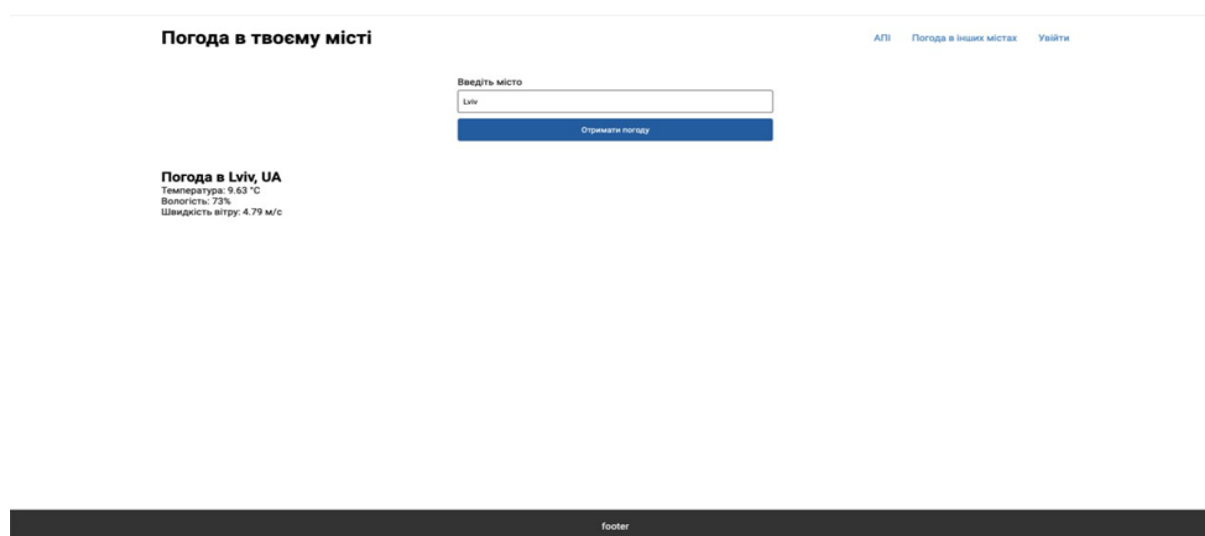 Погода в твоєму місті
АПІ Погода в інших містах Увійти
Введіть місто
Lviv
Отримати погоду
Погода в Lviv, UA
Температура: 9.63 °C
Вологість: 73%
Швидкість вітру: 4.79 м/с
footer